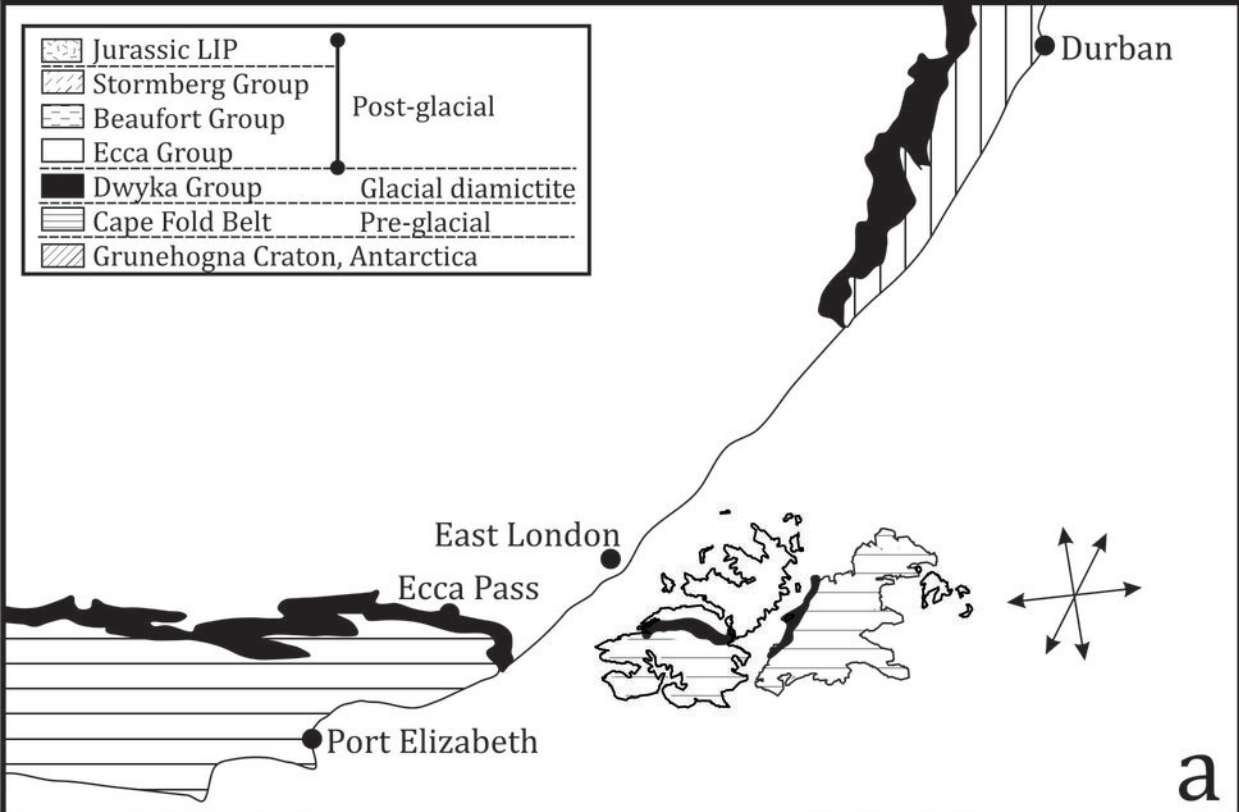 Jurassic LIP
Stormberg Group
Beaufort Group
Post-glacial
Ecca Group
Dwyka Group Glacial diamictite
Cape Fold Belt Pre-glacial
Grunehogna Craton, Antarctica
Durban
East London
Ecca Pass
Port Elizabeth
a